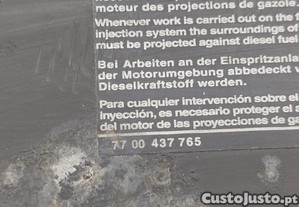 moteur des projections de gazole.
Whenever work is carried out on the f
injection system the surroundings of
must be projected against diesel fuel
Bei Arbeiten an der Einspritzanla
der Motorumgebung abbedeckt w
Dieselkraftstoff werden.
Para cualquier intervención sobre el
inyección, es necesario proteger el a
del motor de las proyecciones de ga
77 00 437 765
CustoJusto.pt